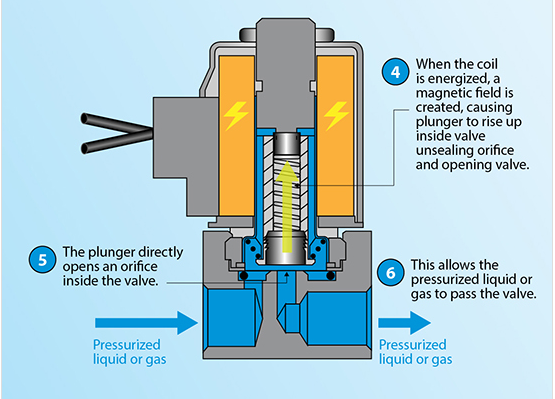 4
When the coil
is energized, a
magnetic field is
created, causing
plunger to rise up
inside valve
unsealing orifice
and opening valve.
5
The plunger directly
opens an orifice
inside the valve.
6
This allows the
pressurized liquid or
gas to pass the valve.
Pressurized
liquid or gas
Pressurized
liquid or gas